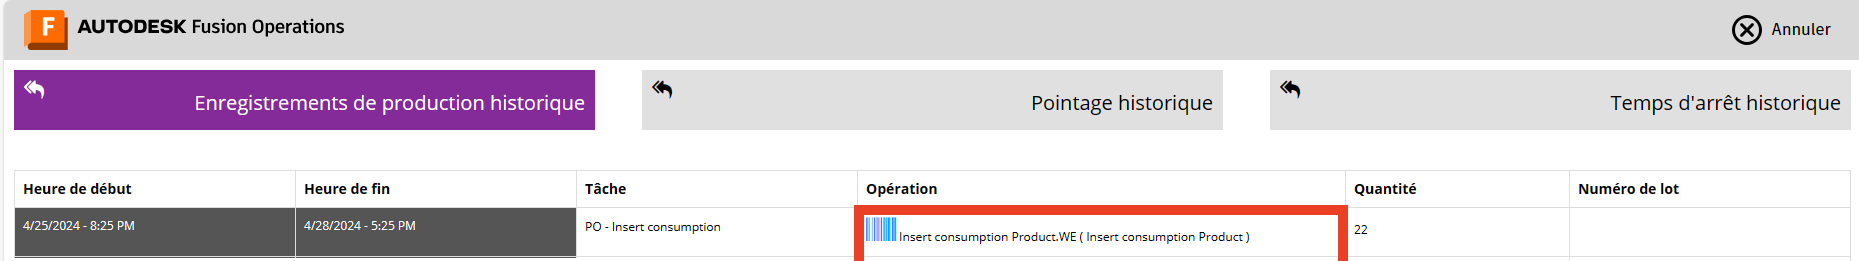 F AUTODESK Fusion Operations
Annuler
Enregistrements de production historique
Pointage historique
Temps d'arrêt historique
Heure de début Heure de fin Tâche Opération Quantité Numéro de lot
4/25/2024 - 8:25 PM 4/28/2024 - 5:25 PM PO - Insert consumption Insert consumption Product.WE ( Insert consumption Product ) 22